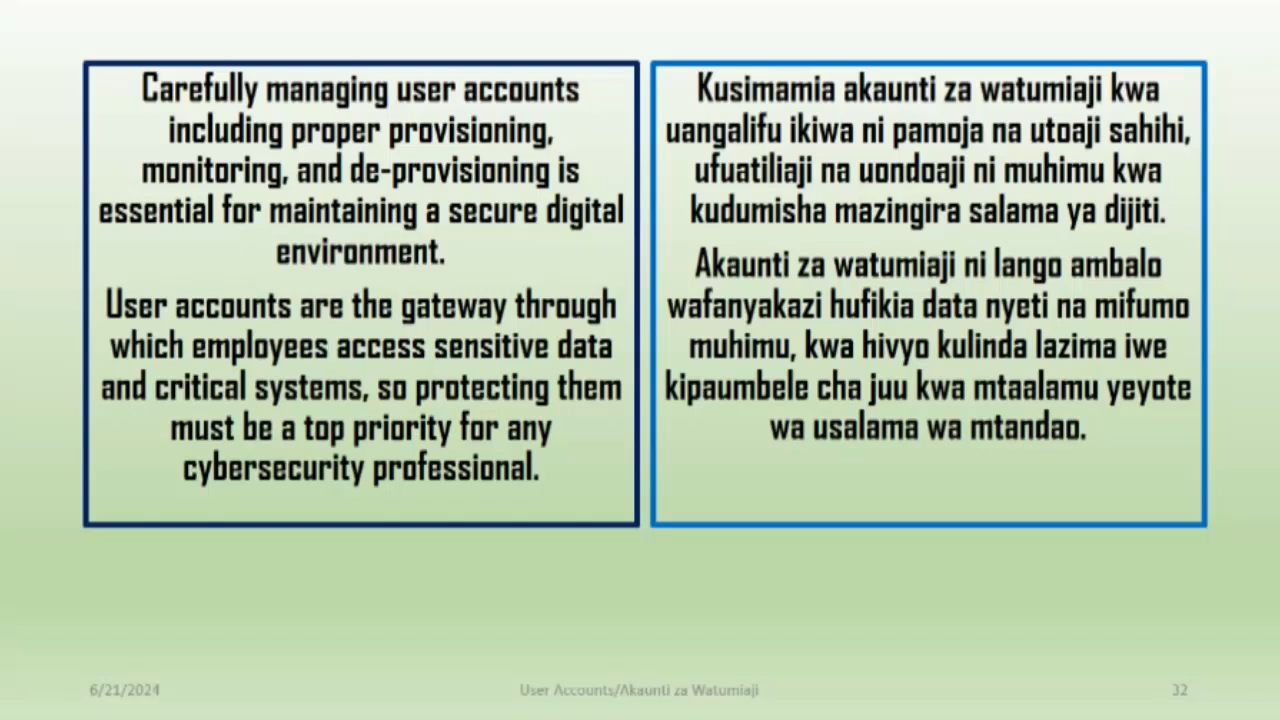 Carefully managing user accounts
including proper provisioning,
monitoring, and de-provisioning is
essential for maintaining a secure digital
environment.
User accounts are the gateway through
which employees access sensitive data
and critical systems, so protecting them
must be a top priority for any
cybersecurity professional.
Kusimamia akaunti za watumiaji kwa
uangalifu ikiwa ni pamoja na utoaji sahihi,
ufuatiliaji na uondoaji ni muhimu kwa
kudumisha mazingira salama ya dijiti.
Akaunti za watumiaji ni lango ambalo
wafanyakazi hufikia data nyeti na mifumo
muhimu, kwa hivyo kulinda lazima iwe
kipaumbele cha juu kwa mtaalamu yeyote
wa usalama wa mtandao.
6/21/2024
User Accounts/Akaunti za Watumiaji
32